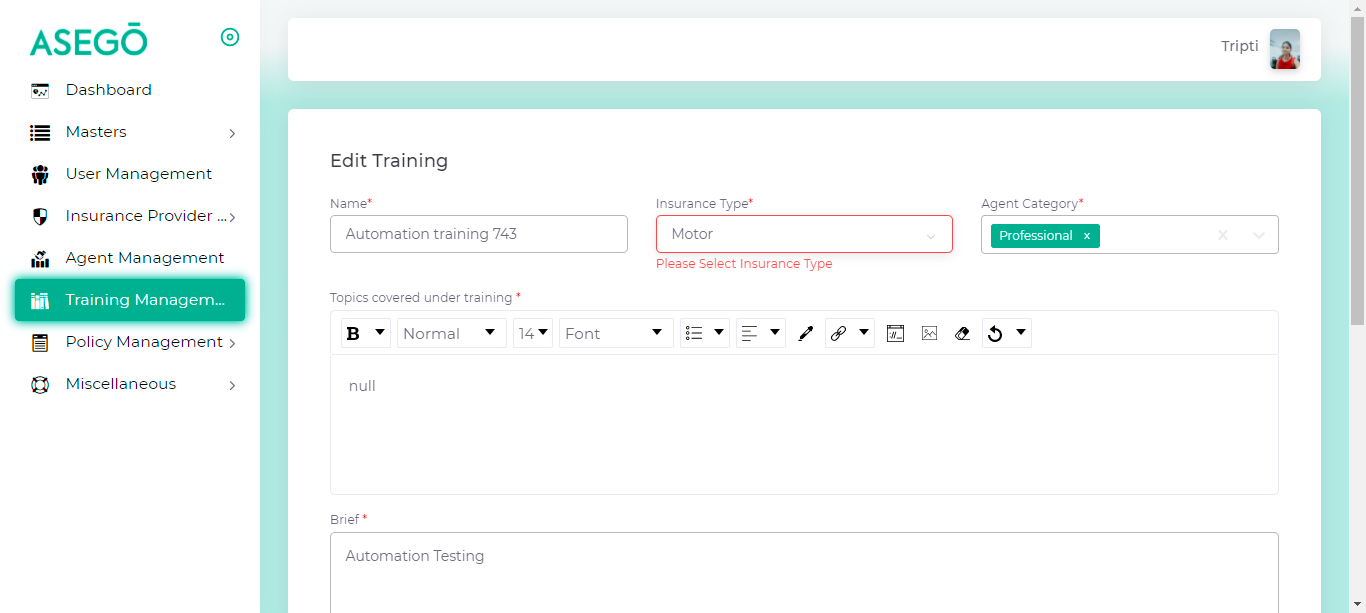 ASEGŌ
Dashboard
Masters
User Management
Insurance Provider ...
Agent Management
Training Managem...
Policy Management
Miscellaneous
Tripti
Edit Training
Name*
Insurance Type*
Agent Category*
Automation training 743
Motor
Professional x
Please Select Insurance Type
Topics covered under training *
B Normal 14 Font
null
Brief *
Automation Testing